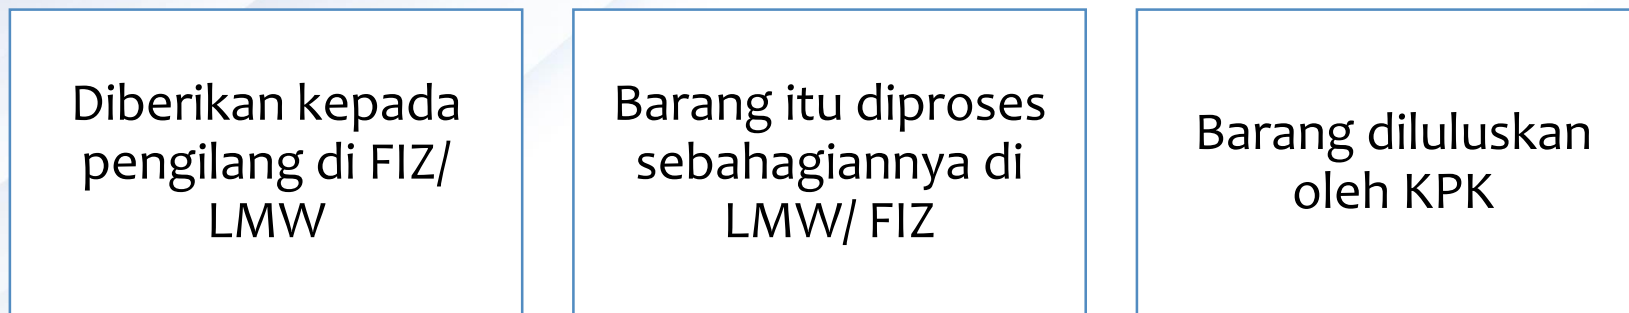 Diberikan kepada
pengilang di FIZ/
LMW
Barang itu diproses
sebahagiannya di
LMW/ FIZ
Barang diluluskan
oleh KPK